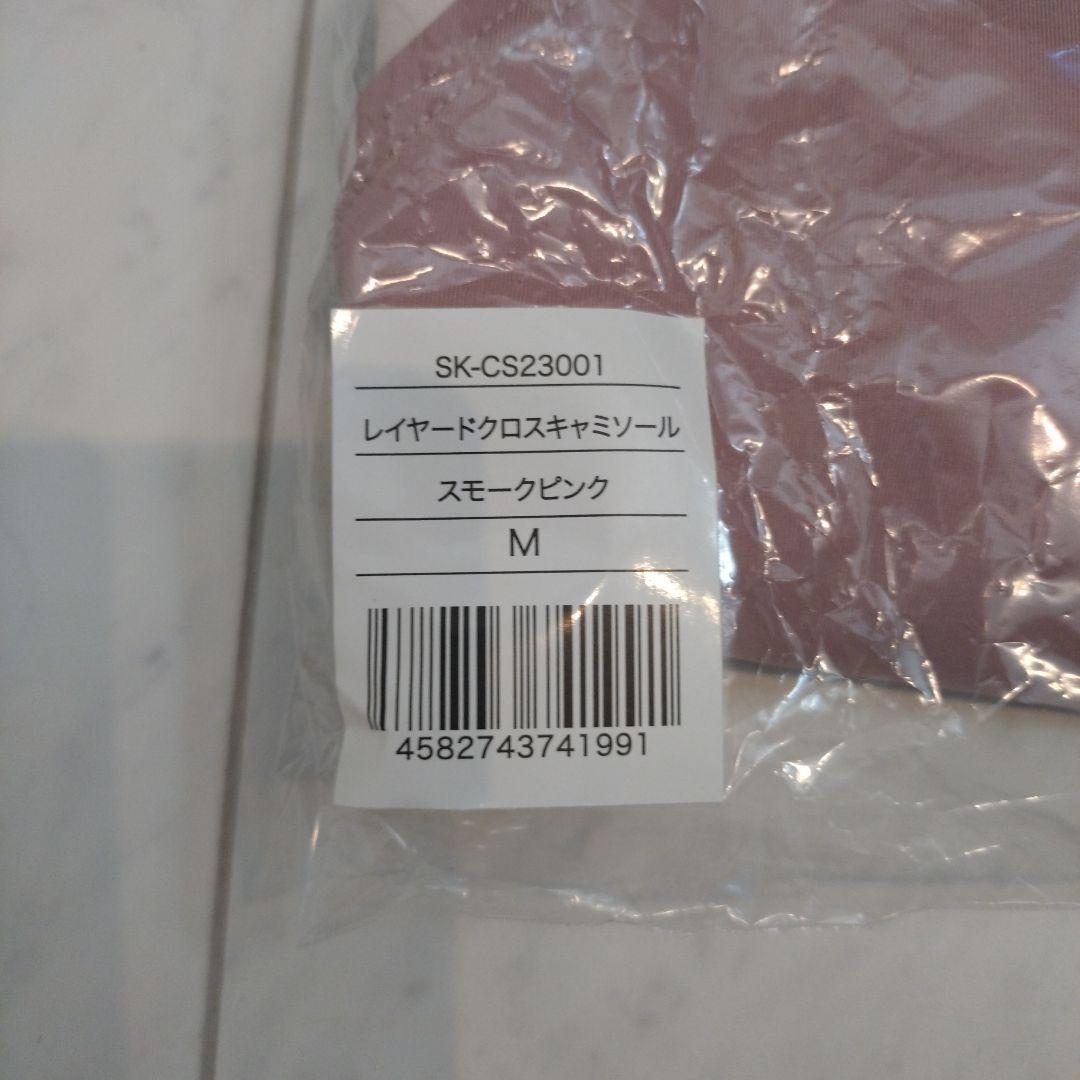 SK-CS23001
レイヤードクロスキャミソール
スモークピンク
M
4582743741991